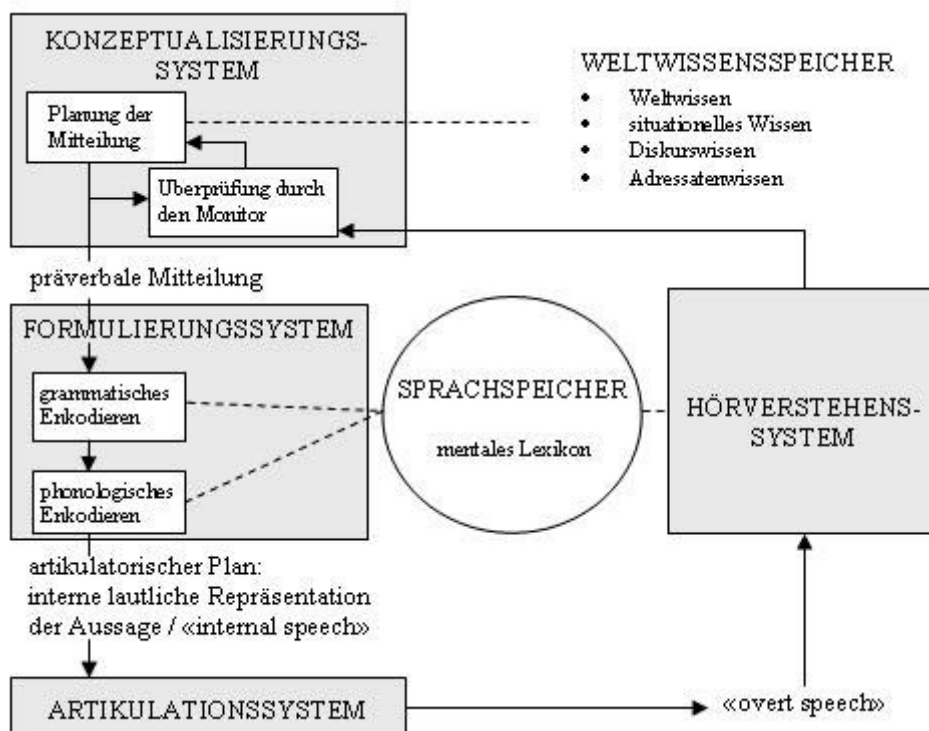 KONZEPTUALISIERUNGS-
SYSTEM
Planung der
Mitteilung
Überprüfung durch
den Monitor
WELTWISSENSSPEICHER
• Weltwissen
• situationelles Wissen
• Diskurswissen
• Adressatenwissen
präverbale Mitteilung
FORMULIERUNGSSYSTEM
grammatisches
Enkodieren
phonologisches
Enkodieren
SPRACHSPEICHER
mentales Lexikon
HÖRVERSTEHENS-
SYSTEM
artikulatorischer Plan:
interne lautliche Repräsentation
der Aussage / «internal speech»
ARTIKULATIONSSYSTEM
«overt speech»